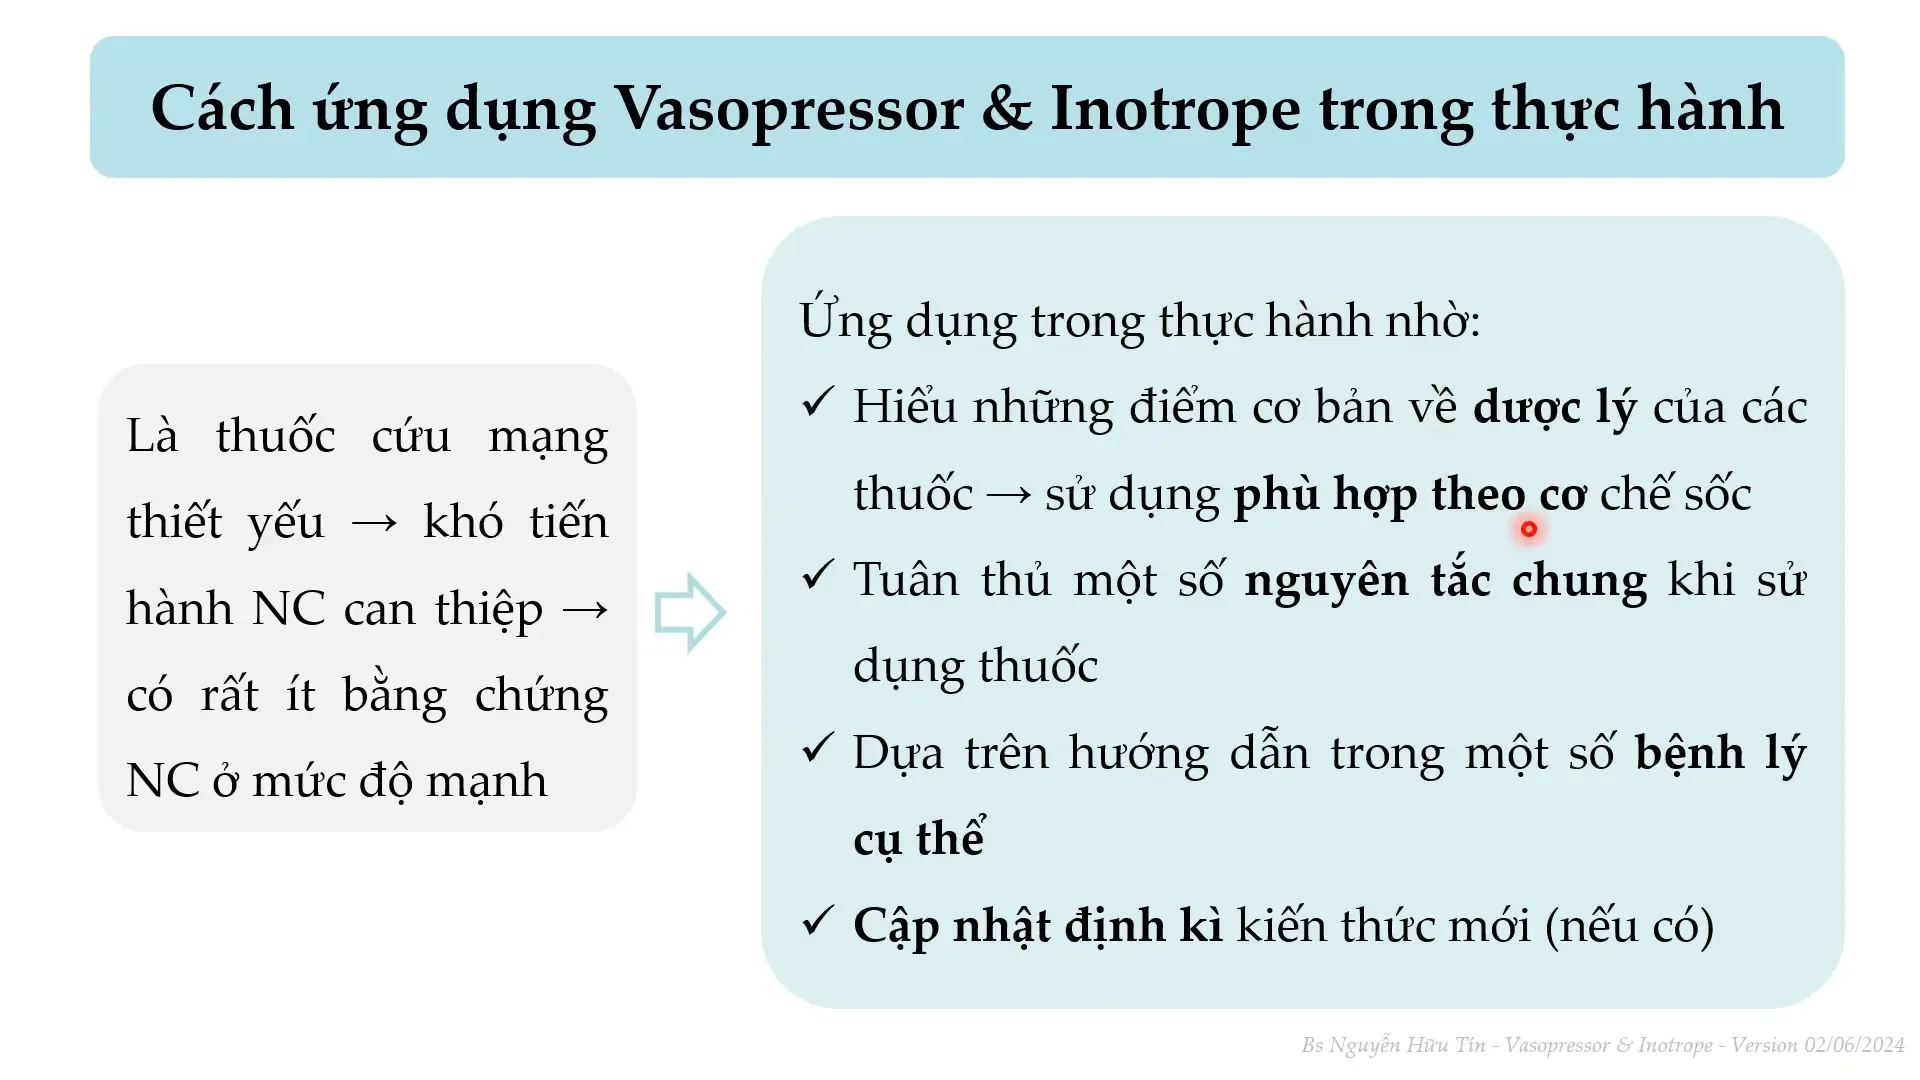 Cách ứng dụng Vasopressor & Inotrope trong thực hành
Là thuốc cứu mạng
thiết yếu → khó tiến
hành NC can thiệp →
có rất ít bằng chứng
NC ở mức độ mạnh
Ứng dụng trong thực hành nhờ:
✓ Hiểu những điểm cơ bản về dược lý của các
thuốc → sử dụng phù hợp theo cơ chế sốc
✓ Tuân thủ một số nguyên tắc chung khi sử
dụng thuốc
✓ Dựa trên hướng dẫn trong một số bệnh lý
cụ thể
✓ Cập nhật định kì kiến thức mới (nếu có)
Bs Nguyễn Hữu Tín - Vasopressor & Inotrope - Version 02/06/2024